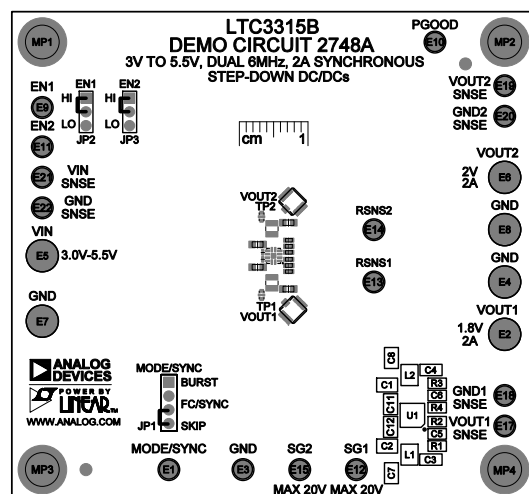 LTC3315B
DEMO CIRCUIT 2748A
3V TO 5.5V, DUAL 6MHz, 2A SYNCHRONOUS
STEP-DOWN DC/DCs
MP1
PGOOD
E10
MP2
EN1
E9
EN2
E11
EN1
HI
LO
JP2
EN2
HI
LO
JP3
E21
VIN
SNSE
E22
GND
SNSE
VIN
E5
3.0V-5.5V
GND
E7
cm 1
VOUT2
TP2
TP1
VOUT1
RSNS2
E14
RSNS1
E13
VOUT2
SNSE
E19
GND2
SNSE
E20
VOUT2
2V
2A
E6
GND
E8
GND
E4
VOUT1
1.8V
2A
E2
GND1
SNSE
E18
VOUT1
SNSE
E17
ANALOG
DEVICES
POWER BY
LINEAR™
WWW.ANALOG.COM
MODE/SYNC
BURST
FC/SYNC
SKIP
JP1
C8
L2
C4
C1
R3
C6
C11
U1
R4
C12
R2
C5
C2
R1
L1
C3
C7
MP3
MODE/SYNC
E1
GND
E3
SG2
E15
MAX 20V
SG1
E12
MAX 20V
MP4